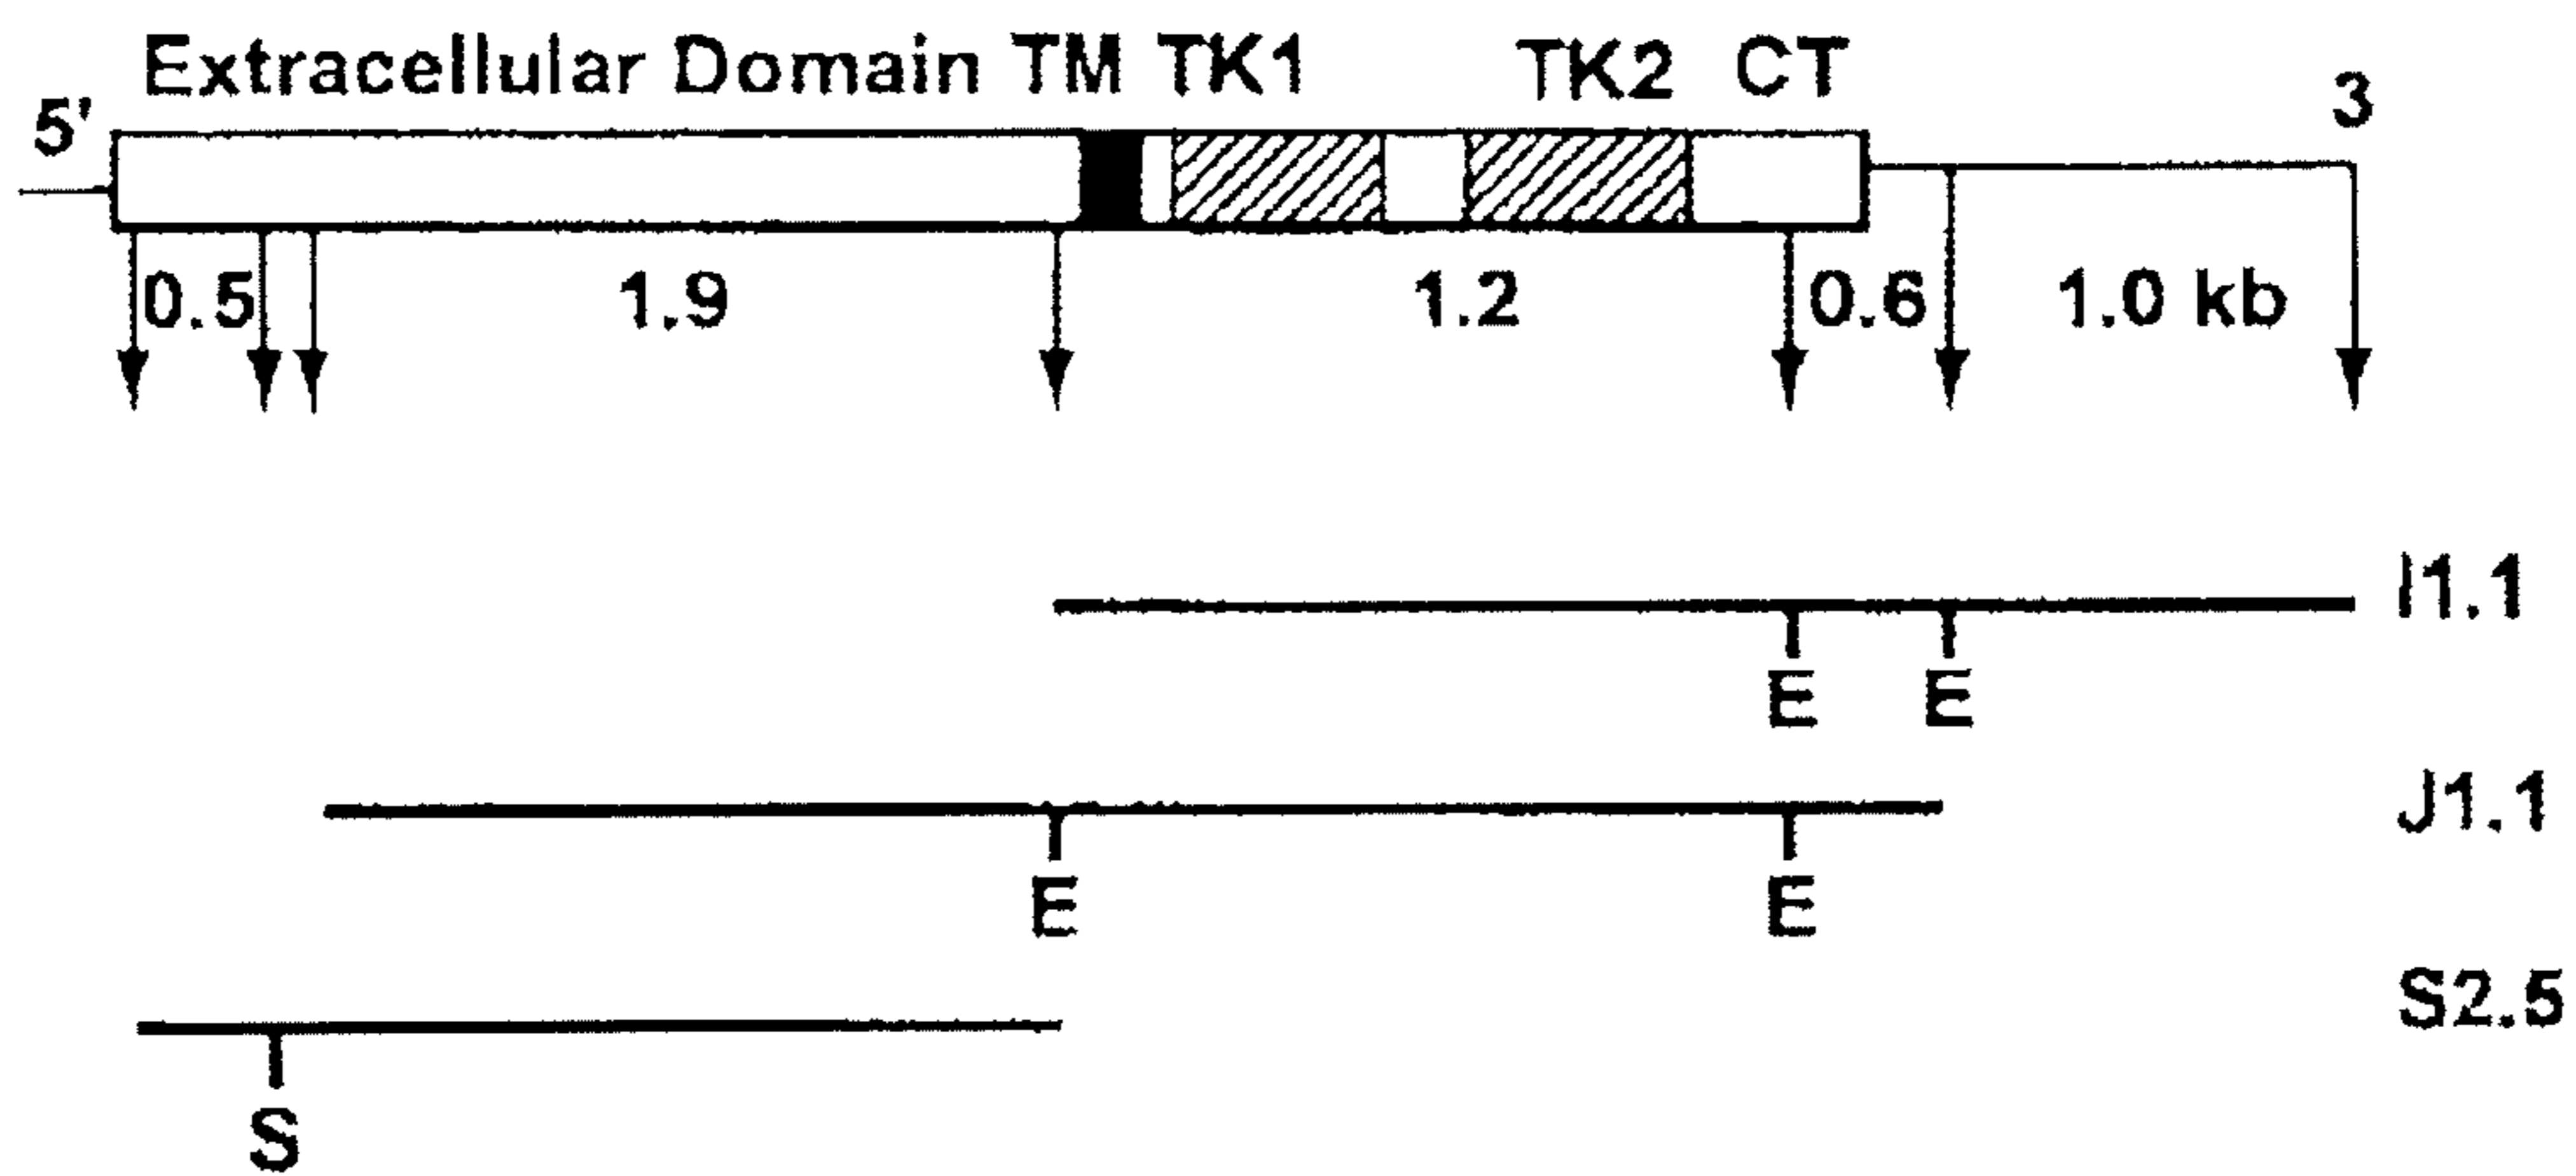 Extracellular Domain TM TK1 TK2 CT
5' 3
0.5 1.9 1.2 0.6 1.0 kb
I1.1
E E
J1.1
E E
S2.5
S